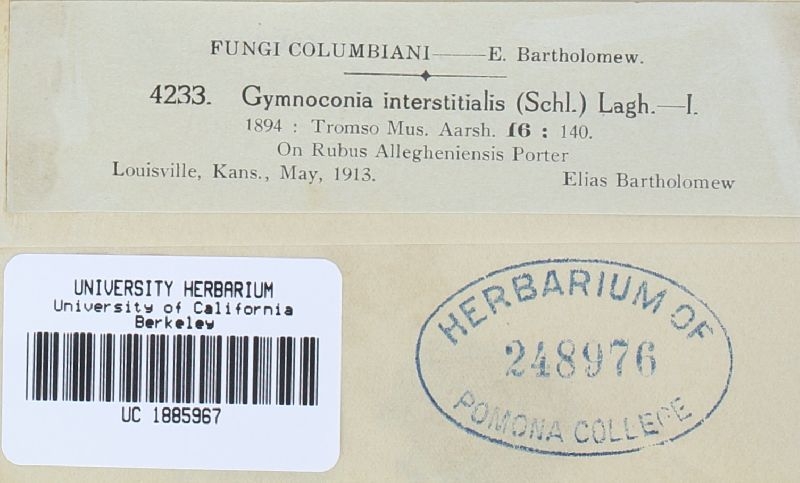 FUNGI COLUMBIANI——E. Bartholomew.
4233. Gymnoconia interstitialis (Schl.) Lagh.—I.
1894 : Tromso Mus. Aarsh. 16 : 140.
On Rubus Allegheniensis Porter
Louisville, Kans., May, 1913. Elias Bartholomew
UNIVERSITY HERBARIUM
University of California
Berkeley
UC 1885967
HERBARIUM OF
248976
POMONA COLLEGE